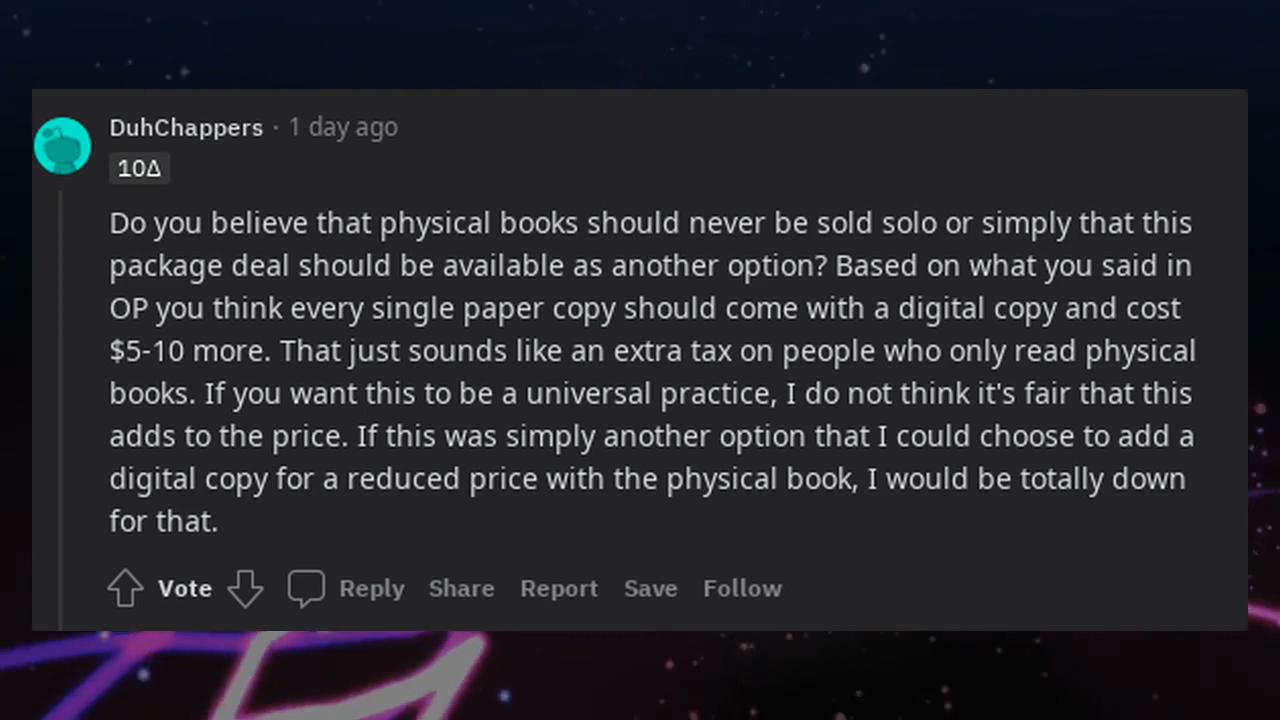 DuhChappers · 1 day ago
10Δ
Do you believe that physical books should never be sold solo or simply that this
package deal should be available as another option? Based on what you said in
OP you think every single paper copy should come with a digital copy and cost
$5-10 more. That just sounds like an extra tax on people who only read physical
books. If you want this to be a universal practice, I do not think it's fair that this
adds to the price. If this was simply another option that I could choose to add a
digital copy for a reduced price with the physical book, I would be totally down
for that.
Vote Reply Share Report Save Follow